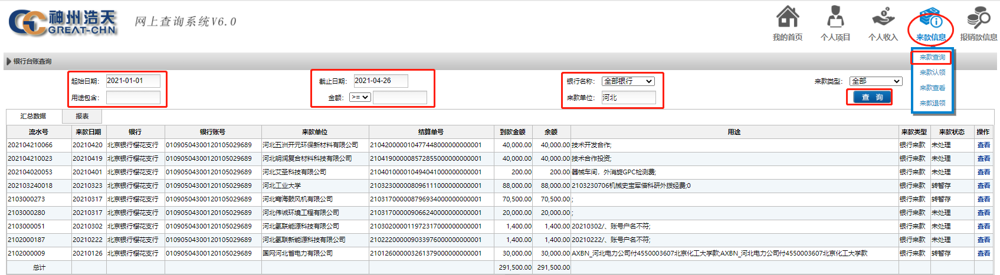 神州浩天
GREAT-CHN
网上查询系统V6.0
我的首页 个人项目 个人收入 来款信息 报销款信息
来款查询
来款认领
来款查看
来款退领
银行台账查询
起始日期: 2021-01-01 截止日期: 2021-04-26 银行名称: 全部银行 来款类型: 全部
用途包含: 金额: >= 来款单位: 河北 查 询
汇总数据 报表
流水号 来款日期 银行 银行账号 来款单位 结算单号 到款金额 余额 用途 来款类型 来款状态 操作
202104210066 20210420 北京银行樱花支行 01090504300120105029689 河北五洲开元环保新材料有限公司 2104200000104774480000000000001 40,000.00 40,000.00 技术开发合作; 银行来款 未处理 查看
202104210023 20210419 北京银行樱花支行 01090504300120105029689 河北明润复合材料科技有限公司 2104190000857285500000000001 40,000.00 40,000.00 技术合作投资; 银行来款 未处理 查看
202104020053 20210401 北京银行樱花支行 01090504300120105029689 河北艾圣科技有限公司 2104010000104940410000000000001 200.00 200.00 器械车间，外消旋GPC检测费; 银行来款 未处理 查看
202103240018 20210323 北京银行樱花支行 01090504300120105029689 河北工业大学 2103230000080961110000000000001 88,000.00 88,000.00 2103230706机械史宝军借科研外拨经费;0 银行来款 转暂存 查看
2103000273 20210317 北京银行樱花支行 01090504300120105029689 河北骞海鼓风机有限公司 2103170000087969340000000000001 70,500.00 70,500.00 ; 银行来款 转暂存 查看
2103000280 20210317 北京银行樱花支行 01090504300120105029689 河北伟诚环境工程有限公司 2103170000090662400000000000001 20,000.00 20,000.00 ; 银行来款 未处理 查看
2103000051 20210302 北京银行樱花支行 01090504300120105029689 河北氢联能源科技有限公司 2103020000119723170000000000001 1,400.00 1,400.00 20210302/、账号户名不符; 银行来款 未处理 查看
2102000187 20210222 北京银行樱花支行 01090504300120105029689 河北氢联新能源科技有限公司 2102220000090339760000000000001 1,400.00 1,400.00 20210222/、账号户名不符; 银行来款 未处理 查看
2102000009 20210126 北京银行樱花支行 01090504300120105029689 国网河北省电力有限公司 2101260000032613790000000000001 30,000.00 30,000.00 AXBN_河北电力公司付4550003607北京化工大学款;AXBN_河北电力公司付4550003607北京化工大学款 银行来款 转暂存 查看
总计 291,500.00 291,500.00